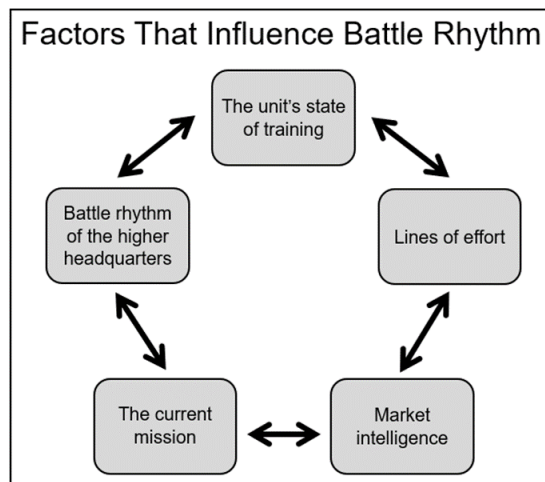 Factors That Influence Battle Rhythm
The unit's state
of training
Battle rhythm
of the higher
headquarters
Lines of effort
The current
mission
Market
intelligence